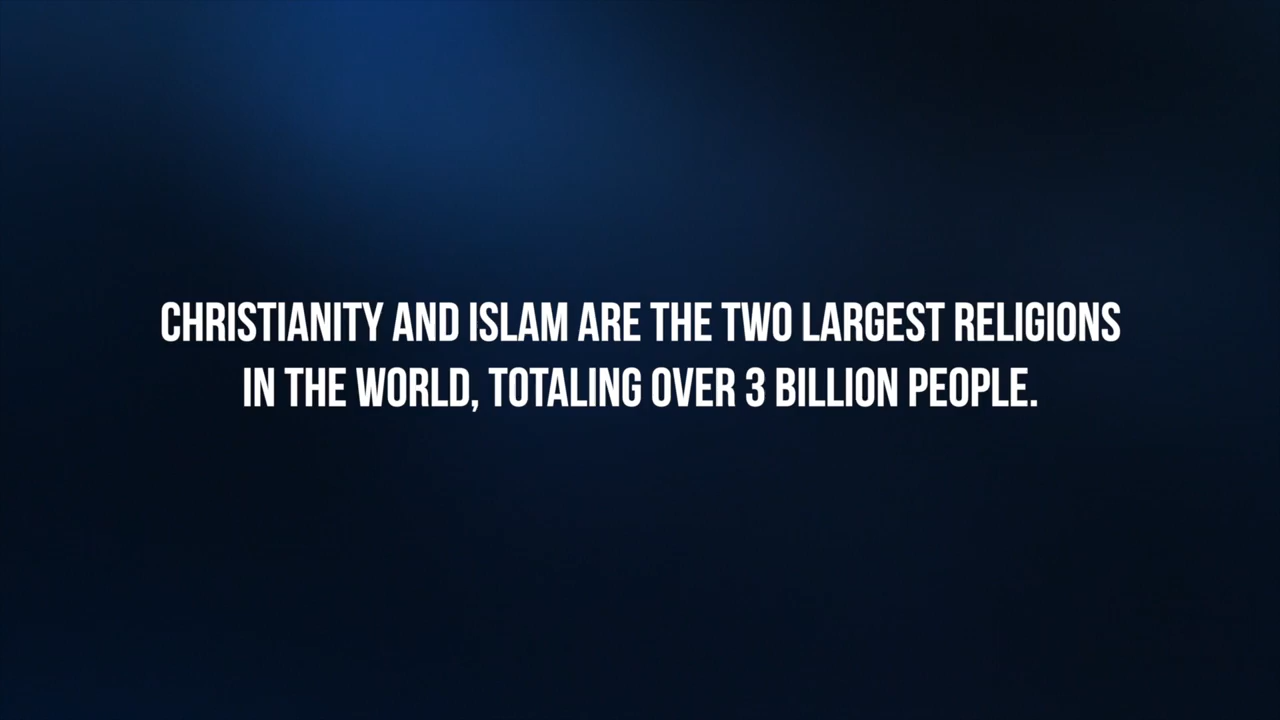 CHRISTIANITY AND ISLAM ARE THE TWO LARGEST RELIGIONS
IN THE WORLD, TOTALING OVER 3 BILLION PEOPLE.